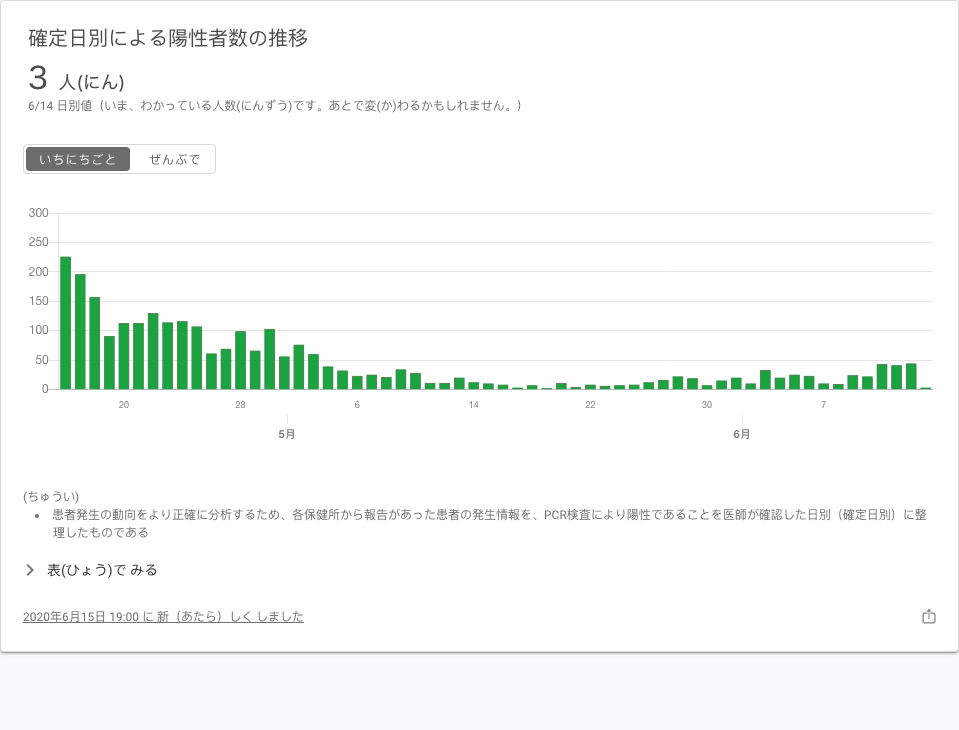 確定日別による陽性者数の推移
3 人(にん)
6/14 日別値（いま、わかっている人数(にんずう)です。あとで変(か)わるかもしれません。）
いちにちごと ぜんぶで
300
250
200
150
100
50
0
20 28 6 14 22 30 7
5月 6月
(ちゅうい)
• 患者発生の動向をより正確に分析するため、各保健所から報告があった患者の発生情報を、PCR検査により陽性であることを医師が確認した日別（確定日別）に整
理したものである
表(ひょう)で みる
2020年6月15日 19:00 に 新（あたら）しく しました